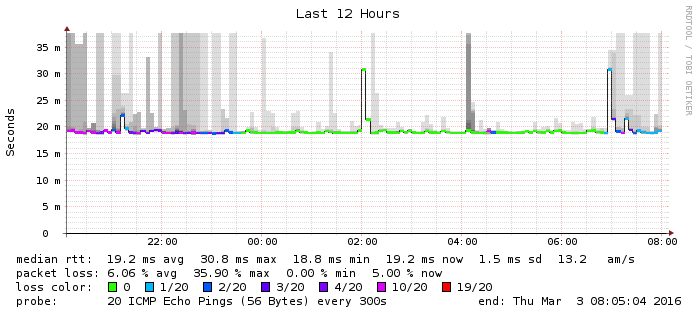 Last 12 Hours
RRDTOOL / TOBI OETIKER
Seconds
35 m
30 m
25 m
20 m
15 m
10 m
5 m
0
22:00 00:00 02:00 04:00 06:00 08:00
median rtt: 19.2 ms avg 30.8 ms max 18.8 ms min 19.2 ms now 1.5 ms sd 13.2 am/s
packet loss: 6.06 % avg 35.90 % max 0.00 % min 5.00 % now
loss color: 0 1/20 2/20 3/20 4/20 10/20 19/20
probe: 20 ICMP Echo Pings (56 Bytes) every 300s end: Thu Mar 3 08:05:04 2016